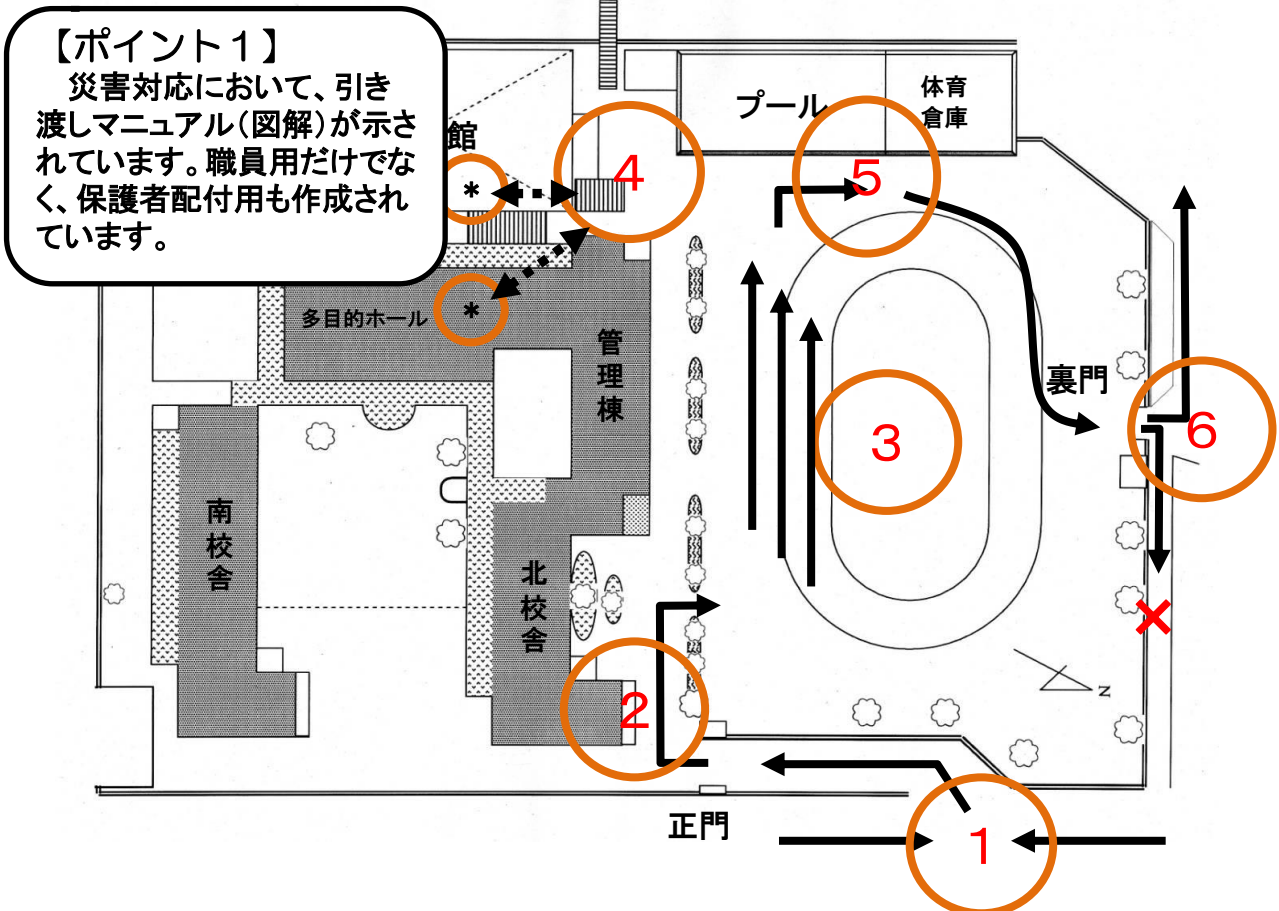 【ポイント１】
災害対応において、引き
渡しマニュアル（図解）が示さ
れています。職員用だけでな
く、保護者配付用も作成され
ています。
館
プール
体育
倉庫
4
5
*
*
多目的ホール
管理棟
裏門
3
6
南校舎
北校舎
2
N
正門
1